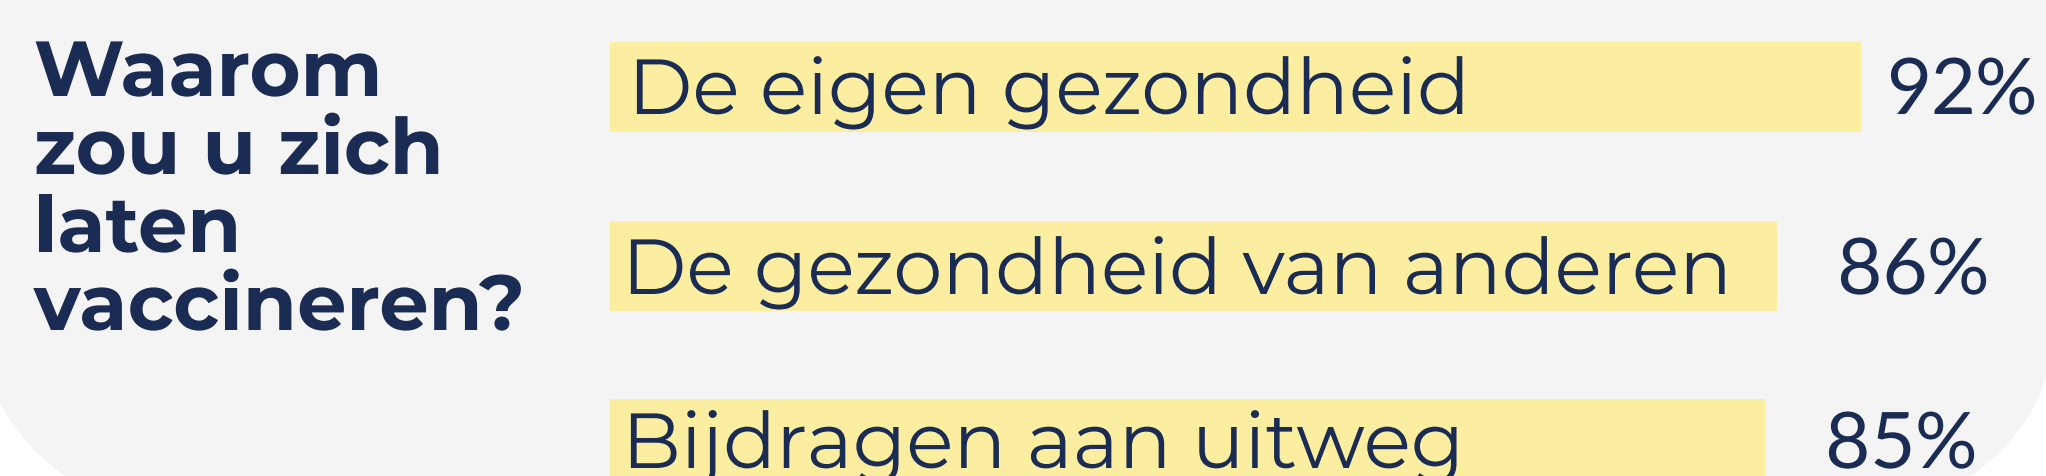 Waarom
zou u zich
laten
vaccineren?
De eigen gezondheid 92%
De gezondheid van anderen 86%
Bijdragen aan uitweg 85%